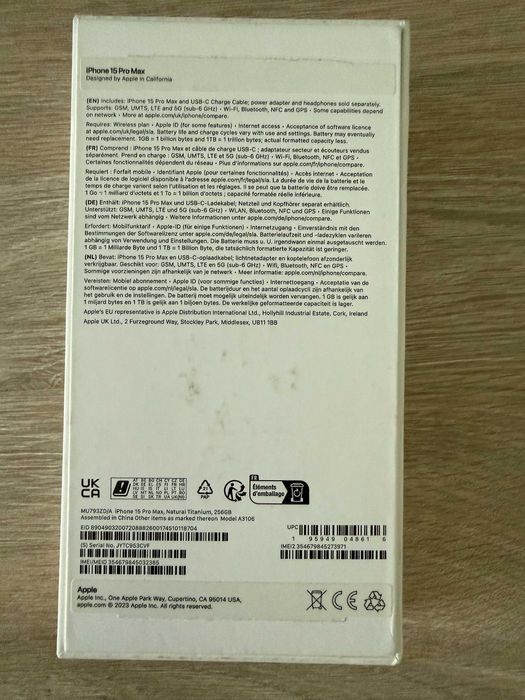 iPhone 15 Pro Max
Designed by Apple in California
(EN) Includes: iPhone 15 Pro Max and USB-C Charge Cable; power adapter and headphones sold separately.
Supports: GSM, UMTS, LTE and 5G (sub-6 GHz) • Wi-Fi, Bluetooth, NFC and GPS • Some capabilities depend
on network • More at apple.com/uk/iphone/compare.
Requires: Wireless plan • Apple ID (for some features) • Internet access • Acceptance of software licence
at apple.com/uk/legal/sla. Battery life and charge cycles vary with use and settings. Battery may eventually
need replacement. 1GB = 1 billion bytes and 1TB = 1 trillion bytes; actual formatted capacity less.
(FR) Comprend : iPhone 15 Pro Max et câble de charge USB-C ; adaptateur secteur et écouteurs vendus
séparément. Prend en charge : GSM, UMTS, LTE et 5G (sub-6 GHz) • Wi-Fi, Bluetooth, NFC et GPS •
Certaines fonctionnalités dépendent du réseau • Plus d'informations sur apple.com/fr/iphone/compare.
Requiert : Forfait mobile • Identifiant Apple (pour certaines fonctionnalités) • Accès internet • Acceptation
de la licence de logiciel disponible à l'adresse apple.com/fr/legal/sla. La durée de vie de la batterie et le
temps de charge varient selon l'utilisation et les réglages. Il se peut que la batterie doive être remplacée.
1 Go = 1 milliard d'octets et 1 To = 1 billion d'octets ; capacité formatée réelle inférieure.
(DE) Enthält: iPhone 15 Pro Max und USB-C-Ladekabel; Netzteil und Kopfhörer separat erhältlich.
Unterstützt: GSM, UMTS, LTE und 5G (sub-6 GHz) • WLAN, Bluetooth, NFC und GPS • Einige Funktionen
sind vom Netzwerk abhängig • Weitere Informationen unter apple.com/de/iphone/compare.
Erfordert: Mobilfunktarif • Apple-ID (für einige Funktionen) • Internetzugang • Einverständnis mit den
Bestimmungen der Softwarelizenz unter apple.com/de/legal/sla. Batterielaufzeit und -ladezyklen variieren
abhängig von Verwendung und Einstellungen. Die Batterie muss u. U. irgendwann einmal ausgetauscht werden.
1 GB = 1 Milliarde Byte und 1 TB = 1 Billion Byte; die tatsächlich formatierte Kapazität ist geringer.
(NL) Bevat: iPhone 15 Pro Max en USB-C-oplaadkabel; lichtnetadapter en koptelefoon afzonderlijk
verkrijgbaar. Geschikt voor: GSM, UMTS, LTE en 5G (sub-6 GHz) • Wifi, Bluetooth, NFC en GPS •
Sommige voorzieningen zijn afhankelijk van je netwerk • Meer informatie: apple.com/nl/iphone/compare.
Vereisten: Mobiel abonnement • Apple ID (voor sommige functies) • Internettoegang • Acceptatie van de
softwarelicentie op apple.com/nl/legal/sla. De batterijduur en het aantal oplaadcycli zijn afhankelijk van
het gebruik en de instellingen. De batterij moet mogelijk uiteindelijk worden vervangen. 1 GB is gelijk aan
1 miljard bytes en 1 TB is gelijk aan 1 biljoen bytes. De werkelijke geformatteerde capaciteit is lager.
Apple's EU representative is Apple Distribution International Ltd., Hollyhill Industrial Estate, Cork, Ireland
Apple UK Ltd., 2 Furzeground Way, Stockley Park, Middlesex, UB11 1BB
UK
CA
21
PAP
FR
Éléments
d'emballage
MU793ZD/A iPhone 15 Pro Max, Natural Titanium, 256GB
Assembled in China Other items as marked thereon Model A3106
EID 89049032007208882600174510118704
(S) Serial No. JYTC953CVF
IMEI/MEID 354679845032385
UPC
1 95949 04861 6
IMEI2 354679845273971
Apple
Apple Inc., One Apple Park Way, Cupertino, CA 95014 USA,
apple.com © 2023 Apple Inc. All rights reserved.
CE